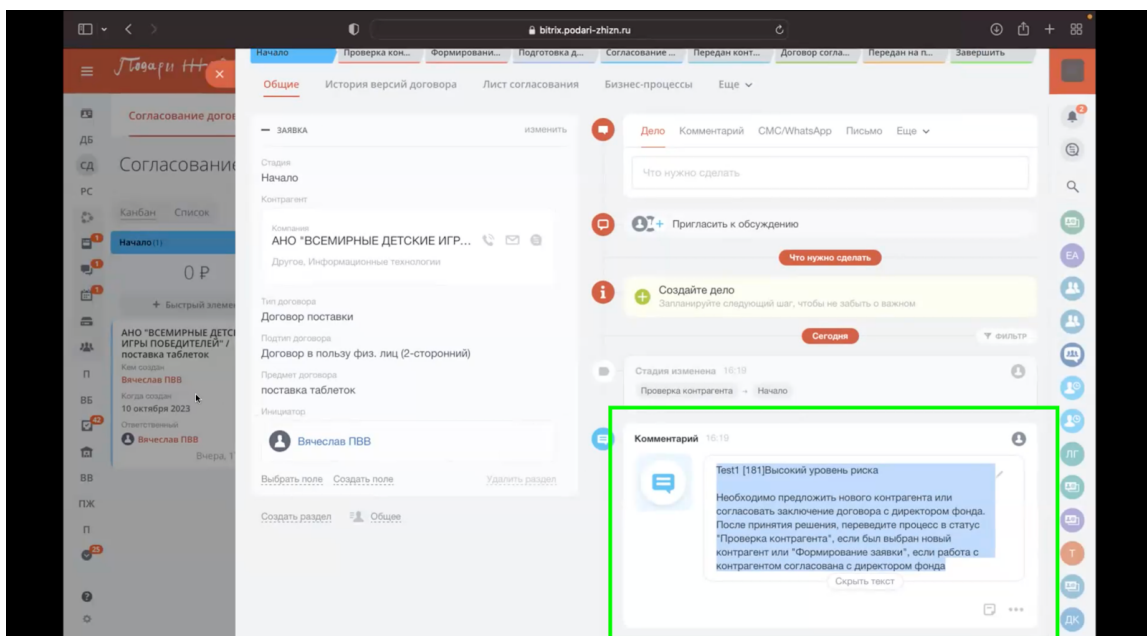 bitrix.podari-zhizn.ru
Начало
Проверка кон...
Формировани...
Подготовка д...
Согласование ...
Передан конт...
Договор согла...
Передан на п...
Завершить
Общие
История версий договора
Лист согласования
Бизнес-процессы
Еще
ДБ
СД
РС
П
ВБ
ВВ
ПЖ
П
42
25
Согласование догов
Согласование
Канбан
Список
Начало (1)
0 ₽
+ Быстрый элемен
АНО "ВСЕМИРНЫЕ ДЕТС
ИГРЫ ПОБЕДИТЕЛЕЙ" /
поставка таблеток
Кем создан
Вячеслав ПВВ
Когда создан
10 октября 2023
Ответственный
Вячеслав ПВВ
Вчера, 1
ЗАЯВКА
изменить
Стадия
Начало
Контрагент
Компания
АНО "ВСЕМИРНЫЕ ДЕТСКИЕ ИГР...
Другое, Информационные технологии
Тип договора
Договор поставки
Подтип договора
Договор в пользу физ. лиц (2-сторонний)
Предмет договора
поставка таблеток
Инициатор
Вячеслав ПВВ
Выбрать поле
Создать поле
Удалить раздел
Создать раздел
Общее
Дело
Комментарий
СМС/WhatsApp
Письмо
Еще
Что нужно сделать
Пригласить к обсуждению
Что нужно сделать
Создайте дело
Запланируйте следующий шаг, чтобы не забыть о важном
Сегодня
ФИЛЬТР
Стадия изменена 16:19
Проверка контрагента → Начало
Комментарий 16:19
Test1 [181]Высокий уровень риска
Необходимо предложить нового контрагента или
согласовать заключение договора с директором фонда.
После принятия решения, переведите процесс в статус
"Проверка контрагента", если был выбран новый
контрагент или "Формирование заявки", если работа с
контрагентом согласована с директором фонда
Скрыть текст
2
ЕА
ЛГ
Т
ДК